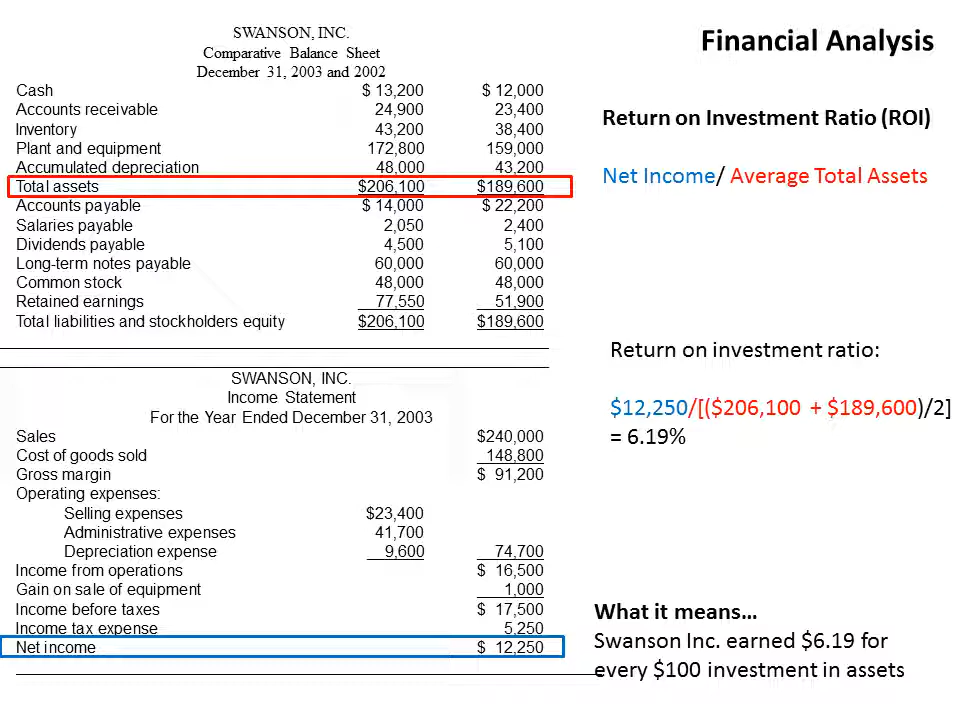 SWANSON, INC.
Comparative Balance Sheet
December 31, 2003 and 2002
Cash $ 13,200 $ 12,000
Accounts receivable 24,900 23,400
Inventory 43,200 38,400
Plant and equipment 172,800 159,000
Accumulated depreciation 48,000 43,200
Total assets $206,100 $189,600
Accounts payable $ 14,000 $ 22,200
Salaries payable 2,050 2,400
Dividends payable 4,500 5,100
Long-term notes payable 60,000 60,000
Common stock 48,000 48,000
Retained earnings 77,550 51,900
Total liabilities and stockholders equity $206,100 $189,600
SWANSON, INC.
Income Statement
For the Year Ended December 31, 2003
Sales $240,000
Cost of goods sold 148,800
Gross margin $ 91,200
Operating expenses:
Selling expenses $23,400
Administrative expenses 41,700
Depreciation expense 9,600 74,700
Income from operations $ 16,500
Gain on sale of equipment 1,000
Income before taxes $ 17,500
Income tax expense 5,250
Net income $ 12,250
Financial Analysis
Return on Investment Ratio (ROI)
Net Income/ Average Total Assets
Return on investment ratio:
$12,250/[($206,100 + $189,600)/2]
= 6.19%
What it means…
Swanson Inc. earned $6.19 for
every $100 investment in assets